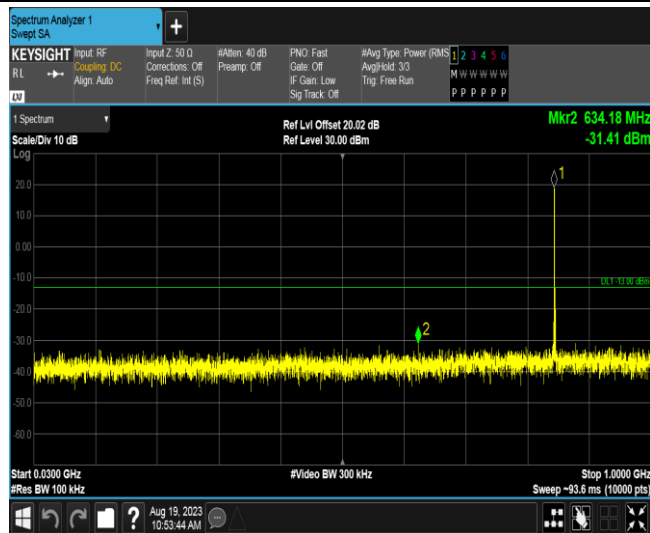 Spectrum Analyzer 1
Swept SA
+
KEYSIGHT
RL
LXI
Input: RF
Coupling: DC
Align: Auto
Input Z: 50 Ω
Corrections: Off
Freq Ref: Int (S)
#Atten: 40 dB
Preamp: Off
PNO: Fast
Gate: Off
IF Gain: Low
Sig Track: Off
#Avg Type: Power (RMS
Avg|Hold: 3/3
Trig: Free Run
1 2 3 4 5 6
M W W W W W
P P P P P P
1 Spectrum
Scale/Div 10 dB
Log
Ref Lvl Offset 20.02 dB
Ref Level 30.00 dBm
Mkr2 634.18 MHz
-31.41 dBm
1
20.0
10.0
0.00
-10.0
DL1 -13.00 dBm
-20.0
2
-30.0
-40.0
-50.0
-60.0
Start 0.0300 GHz
#Res BW 100 kHz
#Video BW 300 kHz
Stop 1.0000 GHz
Sweep ~93.6 ms (10000 pts)
?
Aug 19, 2023
10:53:44 AM